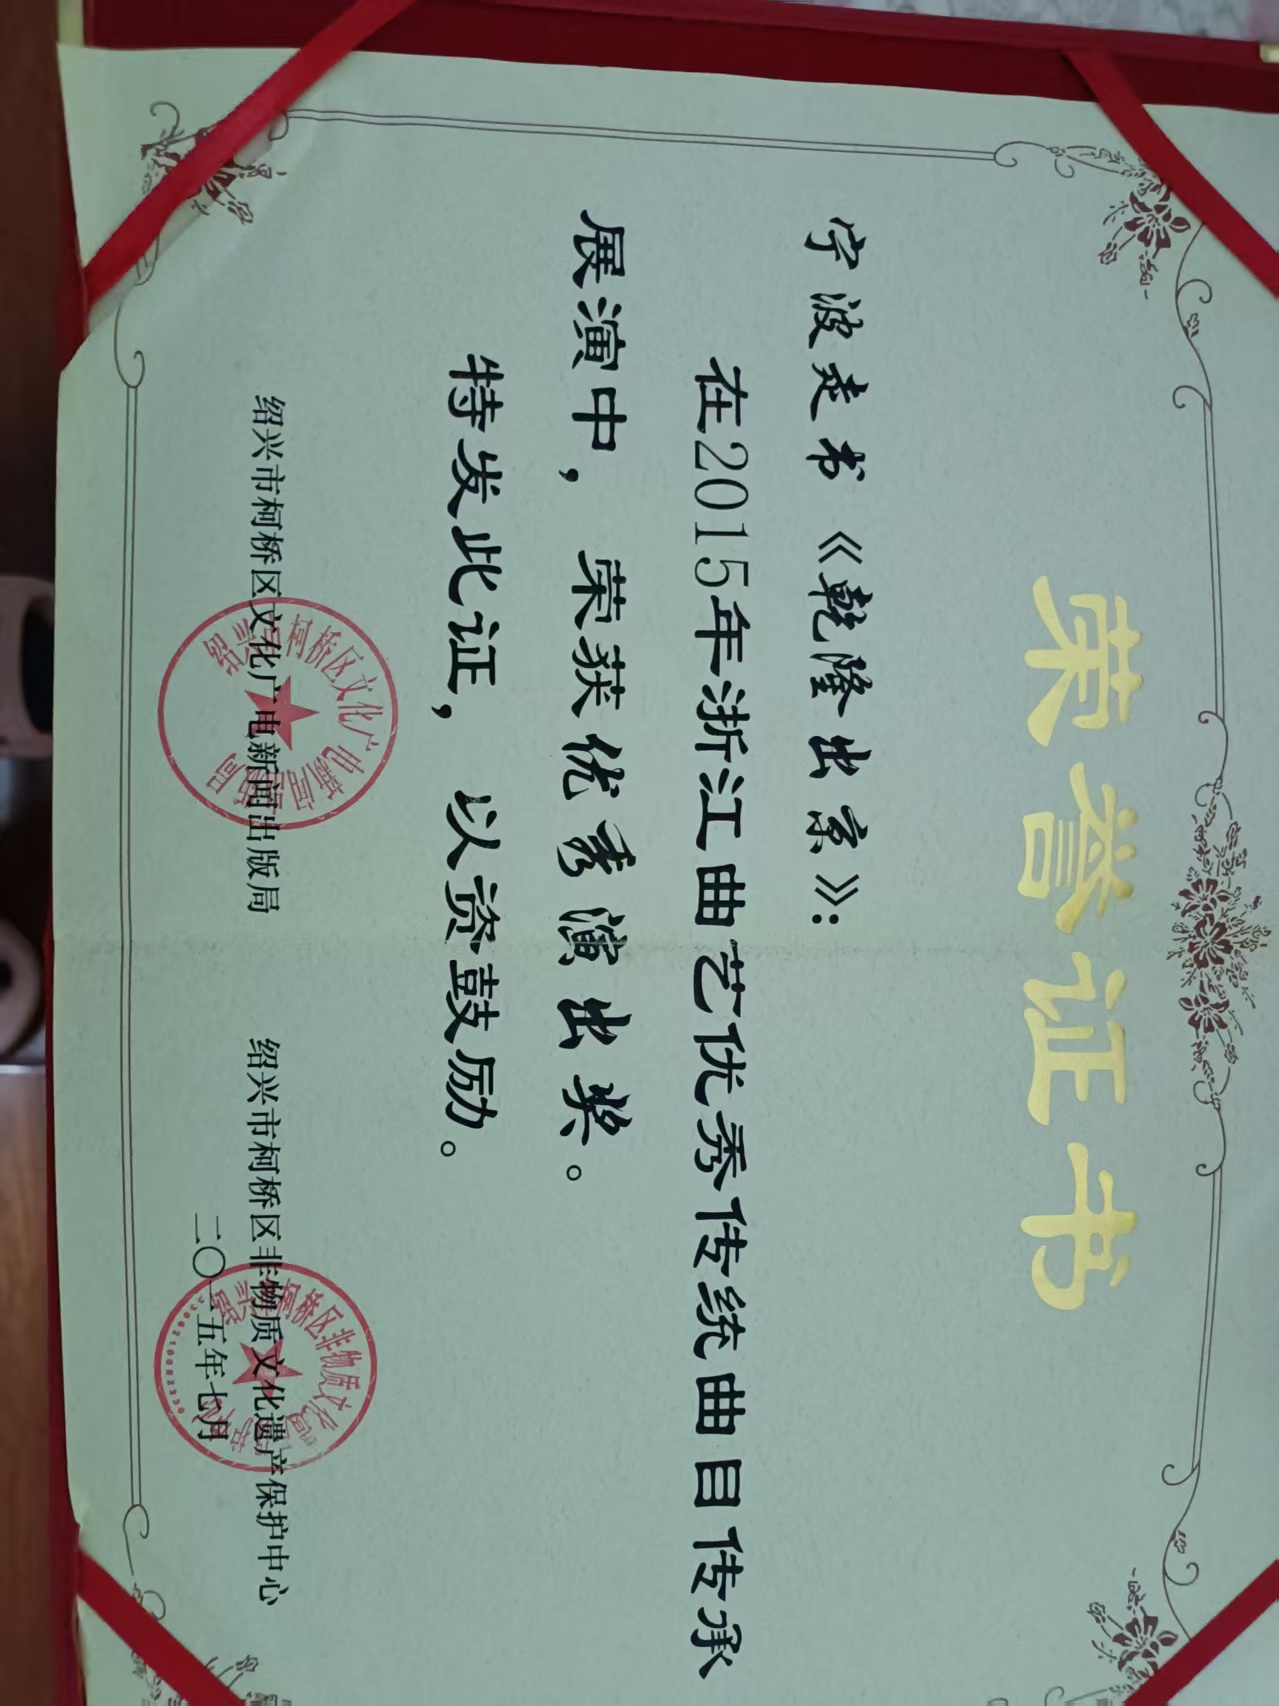 荣誉证书
宁波走书《乾隆出京》：
在2015年浙江曲艺优秀传统曲目传承
展演中，荣获优秀演出奖。
特发此证，以资鼓励。
绍兴市柯桥区文化广电新闻出版局
绍兴市柯桥区非物质文化遗产保护中心
二〇一五年七月